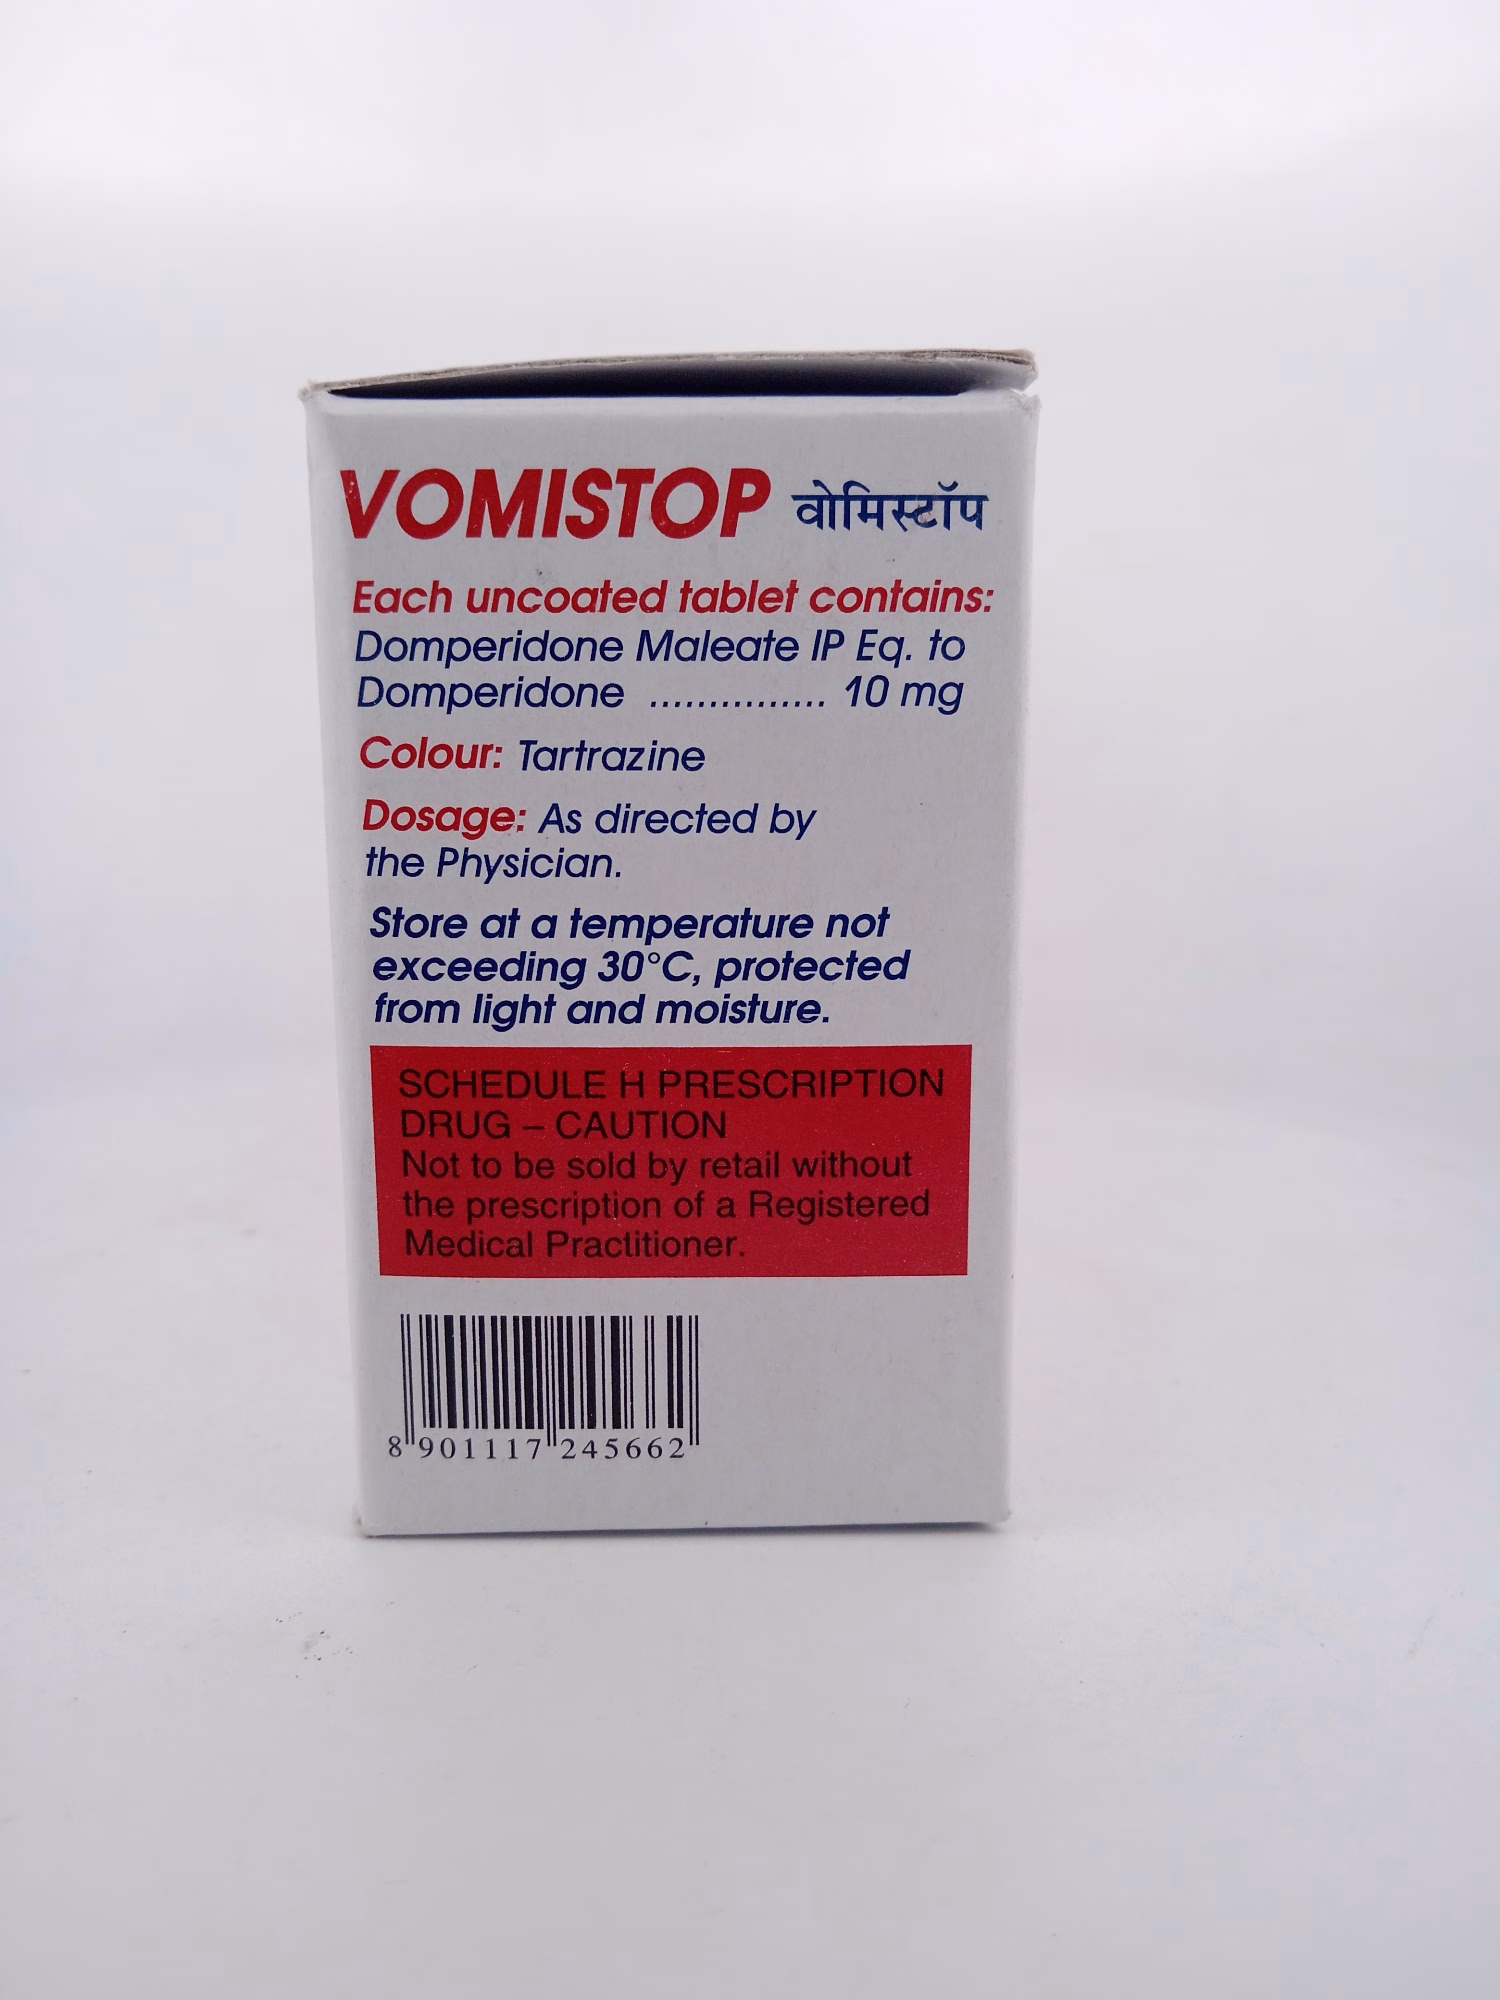 VOMISTOP वोमिस्टॉप
Each uncoated tablet contains:
Domperidone Maleate IP Eq. to
Domperidone ............... 10 mg
Colour: Tartrazine
Dosage: As directed by
the Physician.
Store at a temperature not
exceeding 30°C, protected
from light and moisture.
SCHEDULE H PRESCRIPTION
DRUG – CAUTION
Not to be sold by retail without
the prescription of a Registered
Medical Practitioner.
8 901117 245662